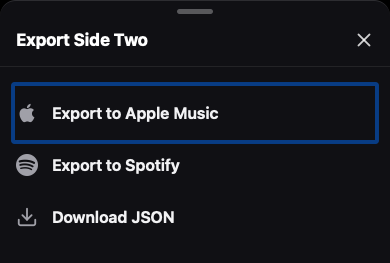 Export Side Two
Export to Apple Music
Export to Spotify
Download JSON